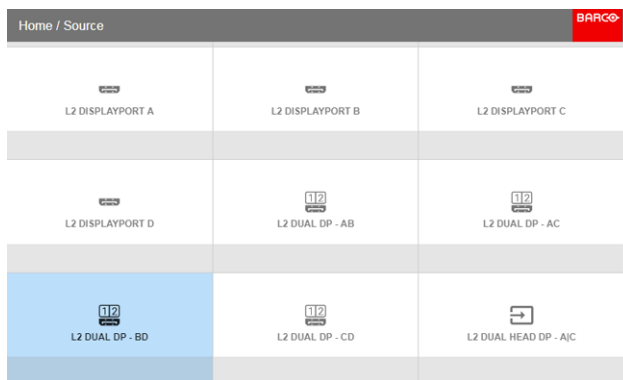 Home / Source
BARCO
L2 DISPLAYPORT A
L2 DISPLAYPORT B
L2 DISPLAYPORT C
L2 DISPLAYPORT D
1 2
L2 DUAL DP - AB
1 2
L2 DUAL DP - AC
1 2
L2 DUAL DP - BD
1 2
L2 DUAL DP - CD
L2 DUAL HEAD DP - A|C